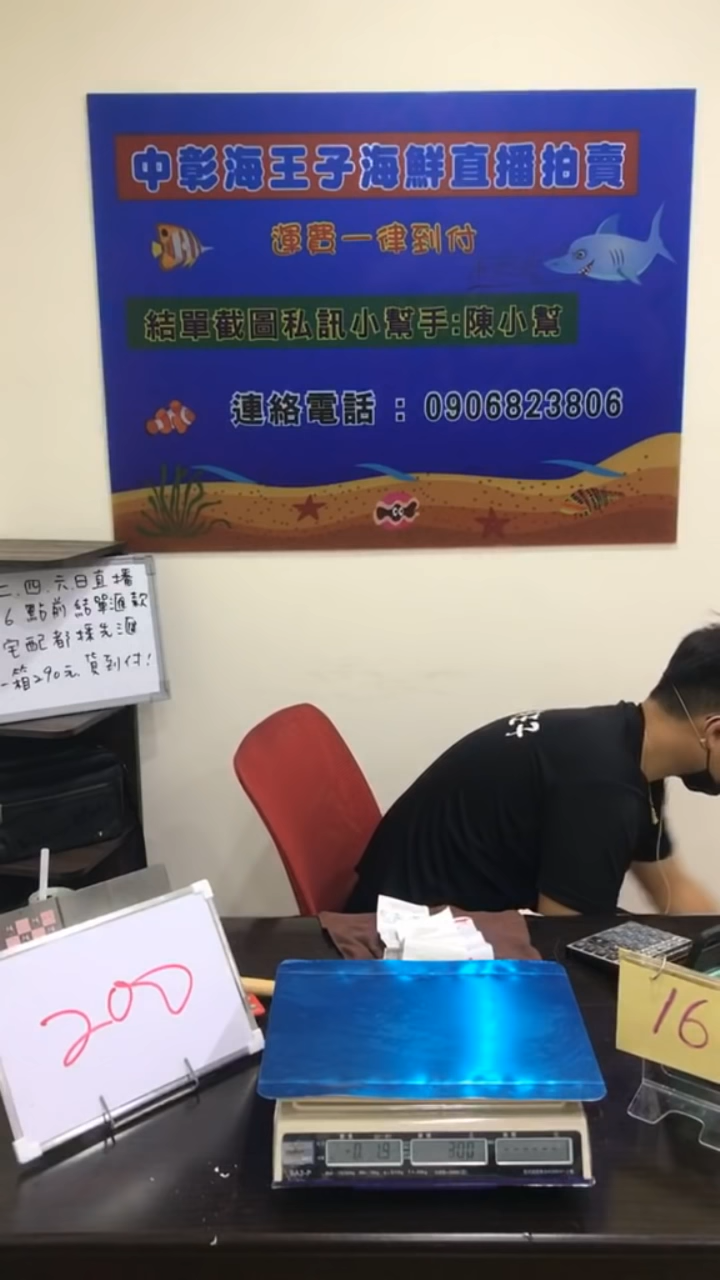 中彰海王子海鮮直播拍賣
運費一律到付
結單截圖私訊小幫手:陳小幫
連絡電話 : 0906823806
二.四.六.日直播
6點前結單匯款
宅配都採先匯
一箱290元.貨到付!
200
16
-0.19
300
------